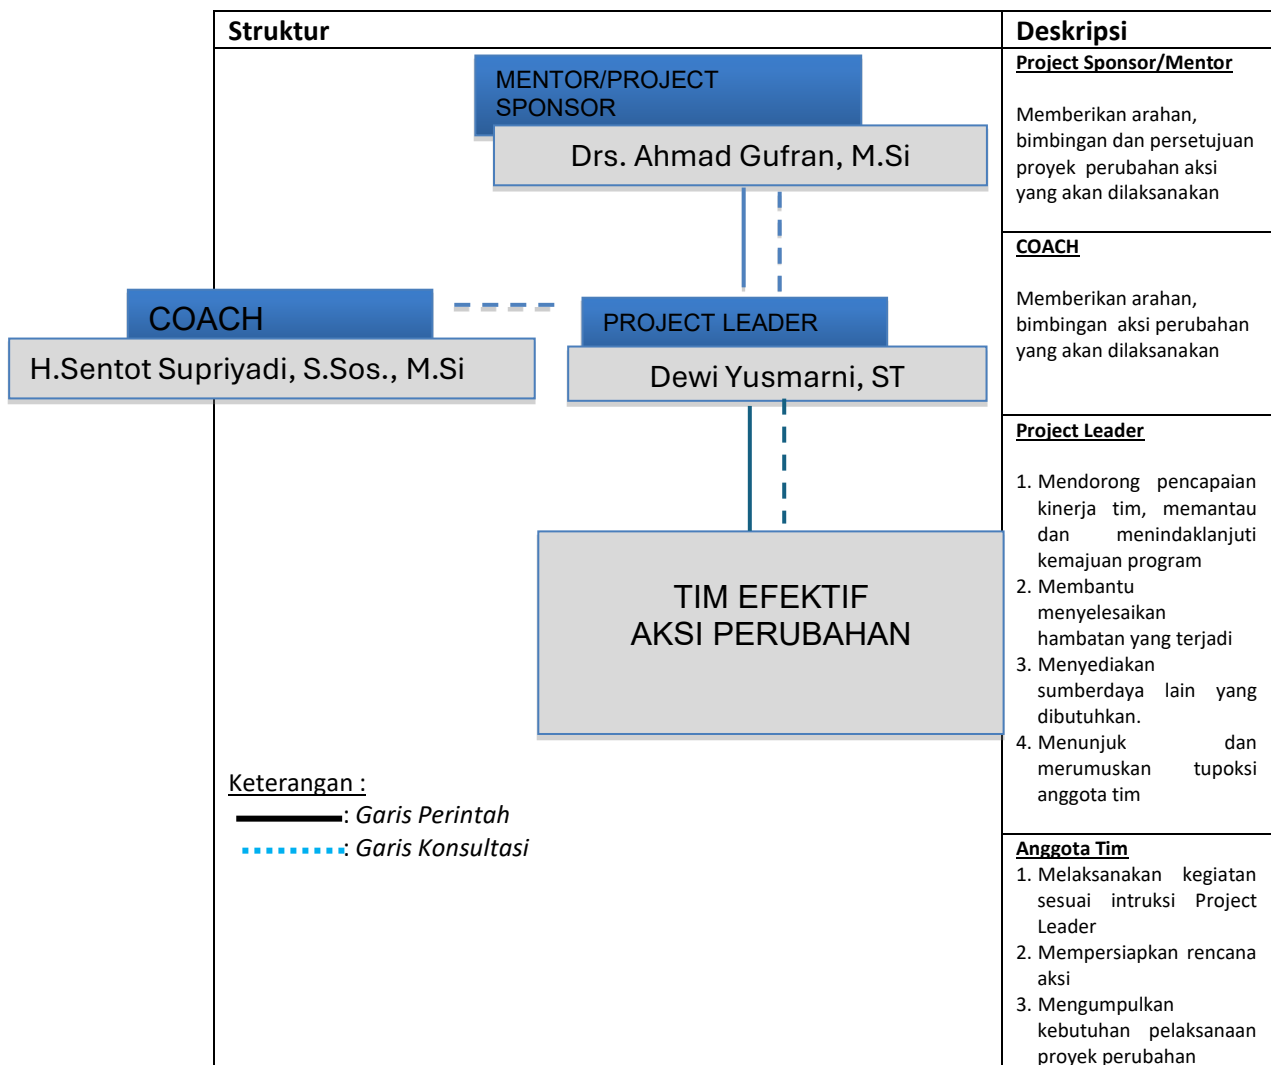 Struktur
Deskripsi
MENTOR/PROJECT
SPONSOR
Drs. Ahmad Gufran, M.Si
COACH
H.Sentot Supriyadi, S.Sos., M.Si
PROJECT LEADER
Dewi Yusmarni, ST
TIM EFEKTIF
AKSI PERUBAHAN
Keterangan :
: Garis Perintah
: Garis Konsultasi
Project Sponsor/Mentor
Memberikan arahan,
bimbingan dan persetujuan
proyek perubahan aksi
yang akan dilaksanakan
COACH
Memberikan arahan,
bimbingan aksi perubahan
yang akan dilaksanakan
Project Leader
1. Mendorong pencapaian
kinerja tim, memantau
dan menindaklanjuti
kemajuan program
2. Membantu
menyelesaikan
hambatan yang terjadi
3. Menyediakan
sumberdaya lain yang
dibutuhkan.
4. Menunjuk dan
merumuskan tupoksi
anggota tim
Anggota Tim
1. Melaksanakan kegiatan
sesuai intruksi Project
Leader
2. Mempersiapkan rencana
aksi
3. Mengumpulkan
kebutuhan pelaksanaan
proyek perubahan